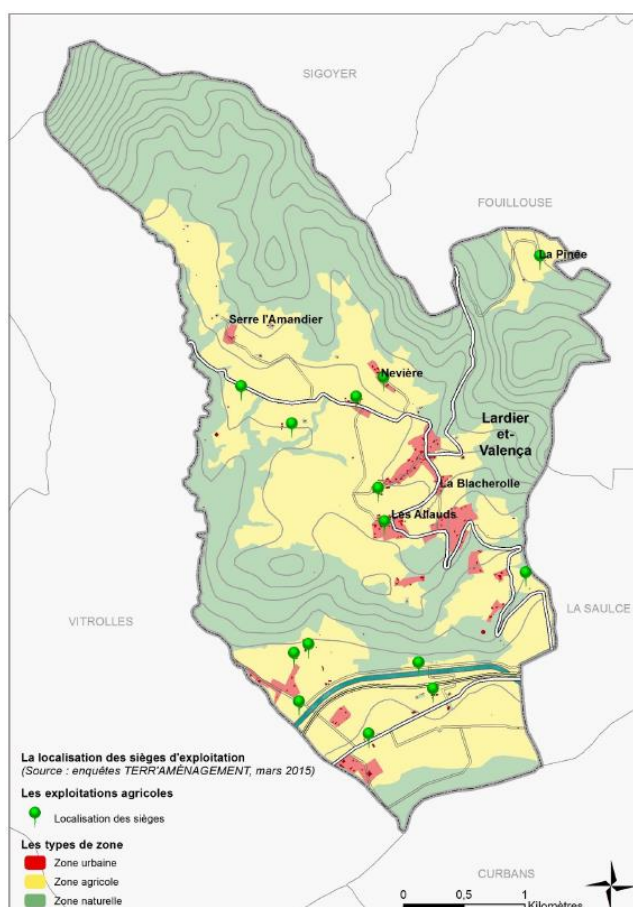 SIGOYER
FOUILLOUSE
La Pinée
Serre l'Amandier
Nevière
Lardier
et-
Valença
La Blacherolle
Les Allauds
VITROLLES
LA SAULCE
La localisation des sièges d'exploitation
(Source : enquêtes TERR'AMÉNAGEMENT, mars 2015)
Les exploitations agricoles
Localisation des sièges
Les types de zone
Zone urbaine
Zone agricole
Zone naturelle
CURBANS
0 0,5 1
Kilomètres